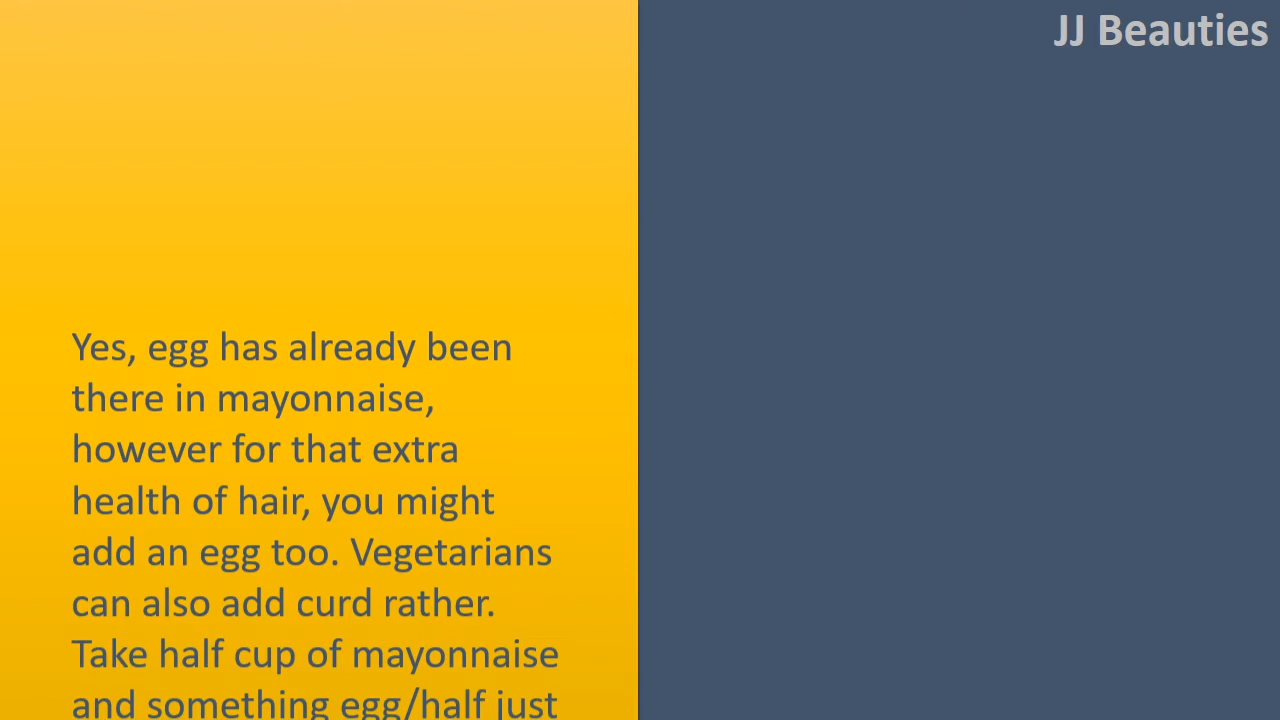 JJ Beauties
Yes, egg has already been
there in mayonnaise,
however for that extra
health of hair, you might
add an egg too. Vegetarians
can also add curd rather.
Take half cup of mayonnaise
and something egg/half just